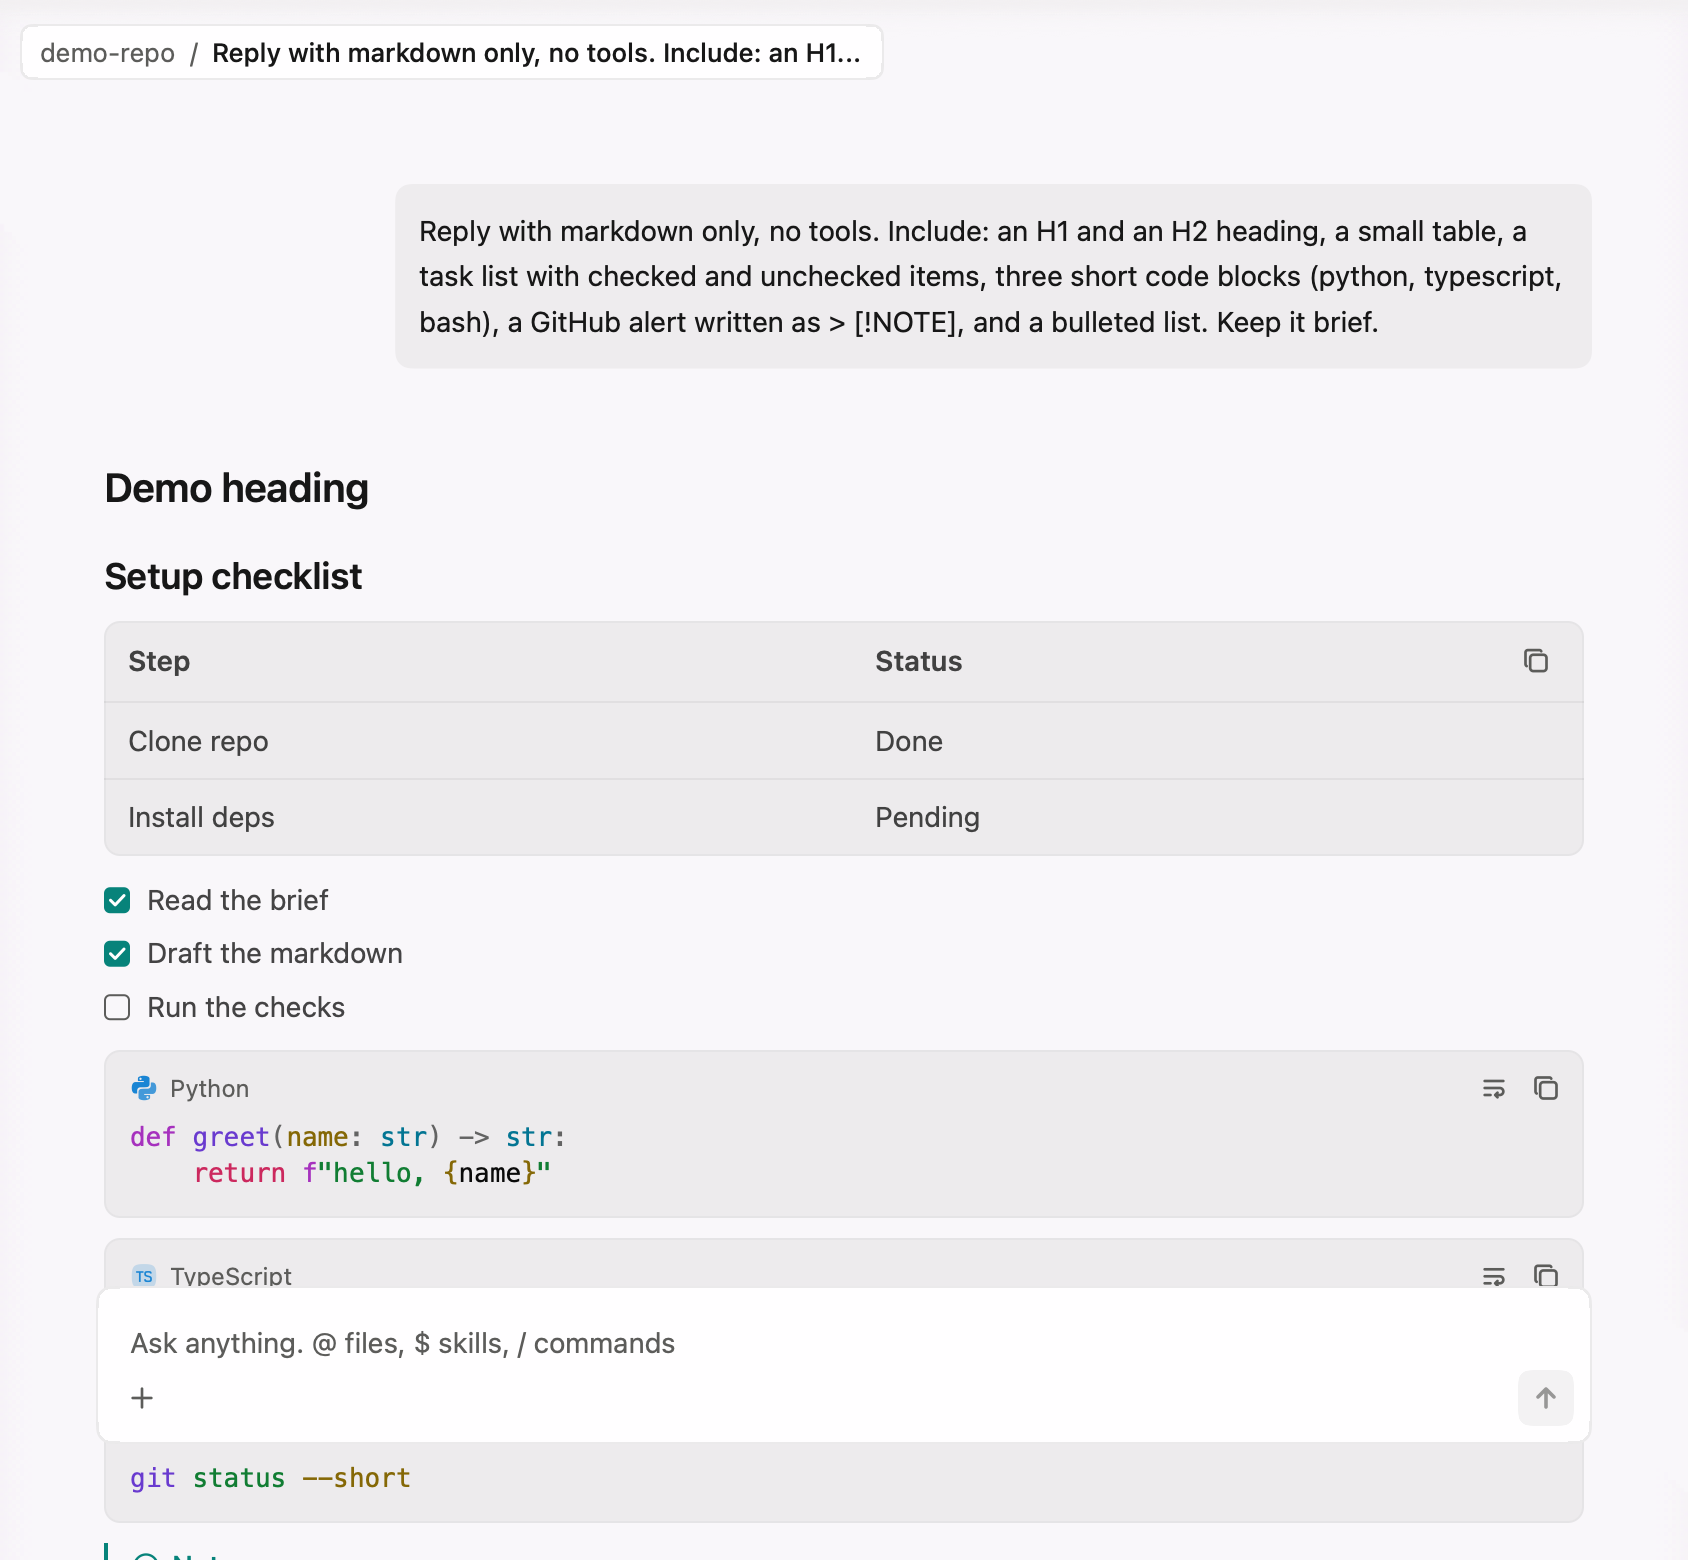 demo-repo / Reply with markdown only, no tools. Include: an H1...
Reply with markdown only, no tools. Include: an H1 and an H2 heading, a small table, a
task list with checked and unchecked items, three short code blocks (python, typescript,
bash), a GitHub alert written as > [!NOTE], and a bulleted list. Keep it brief.
Demo heading
Setup checklist
Step Status
Clone repo Done
Install deps Pending
Read the brief
Draft the markdown
Run the checks
Python
def greet(name: str) -> str:
    return f"hello, {name}"
TS TypeScript
Ask anything. @ files, $ skills, / commands
git status --short